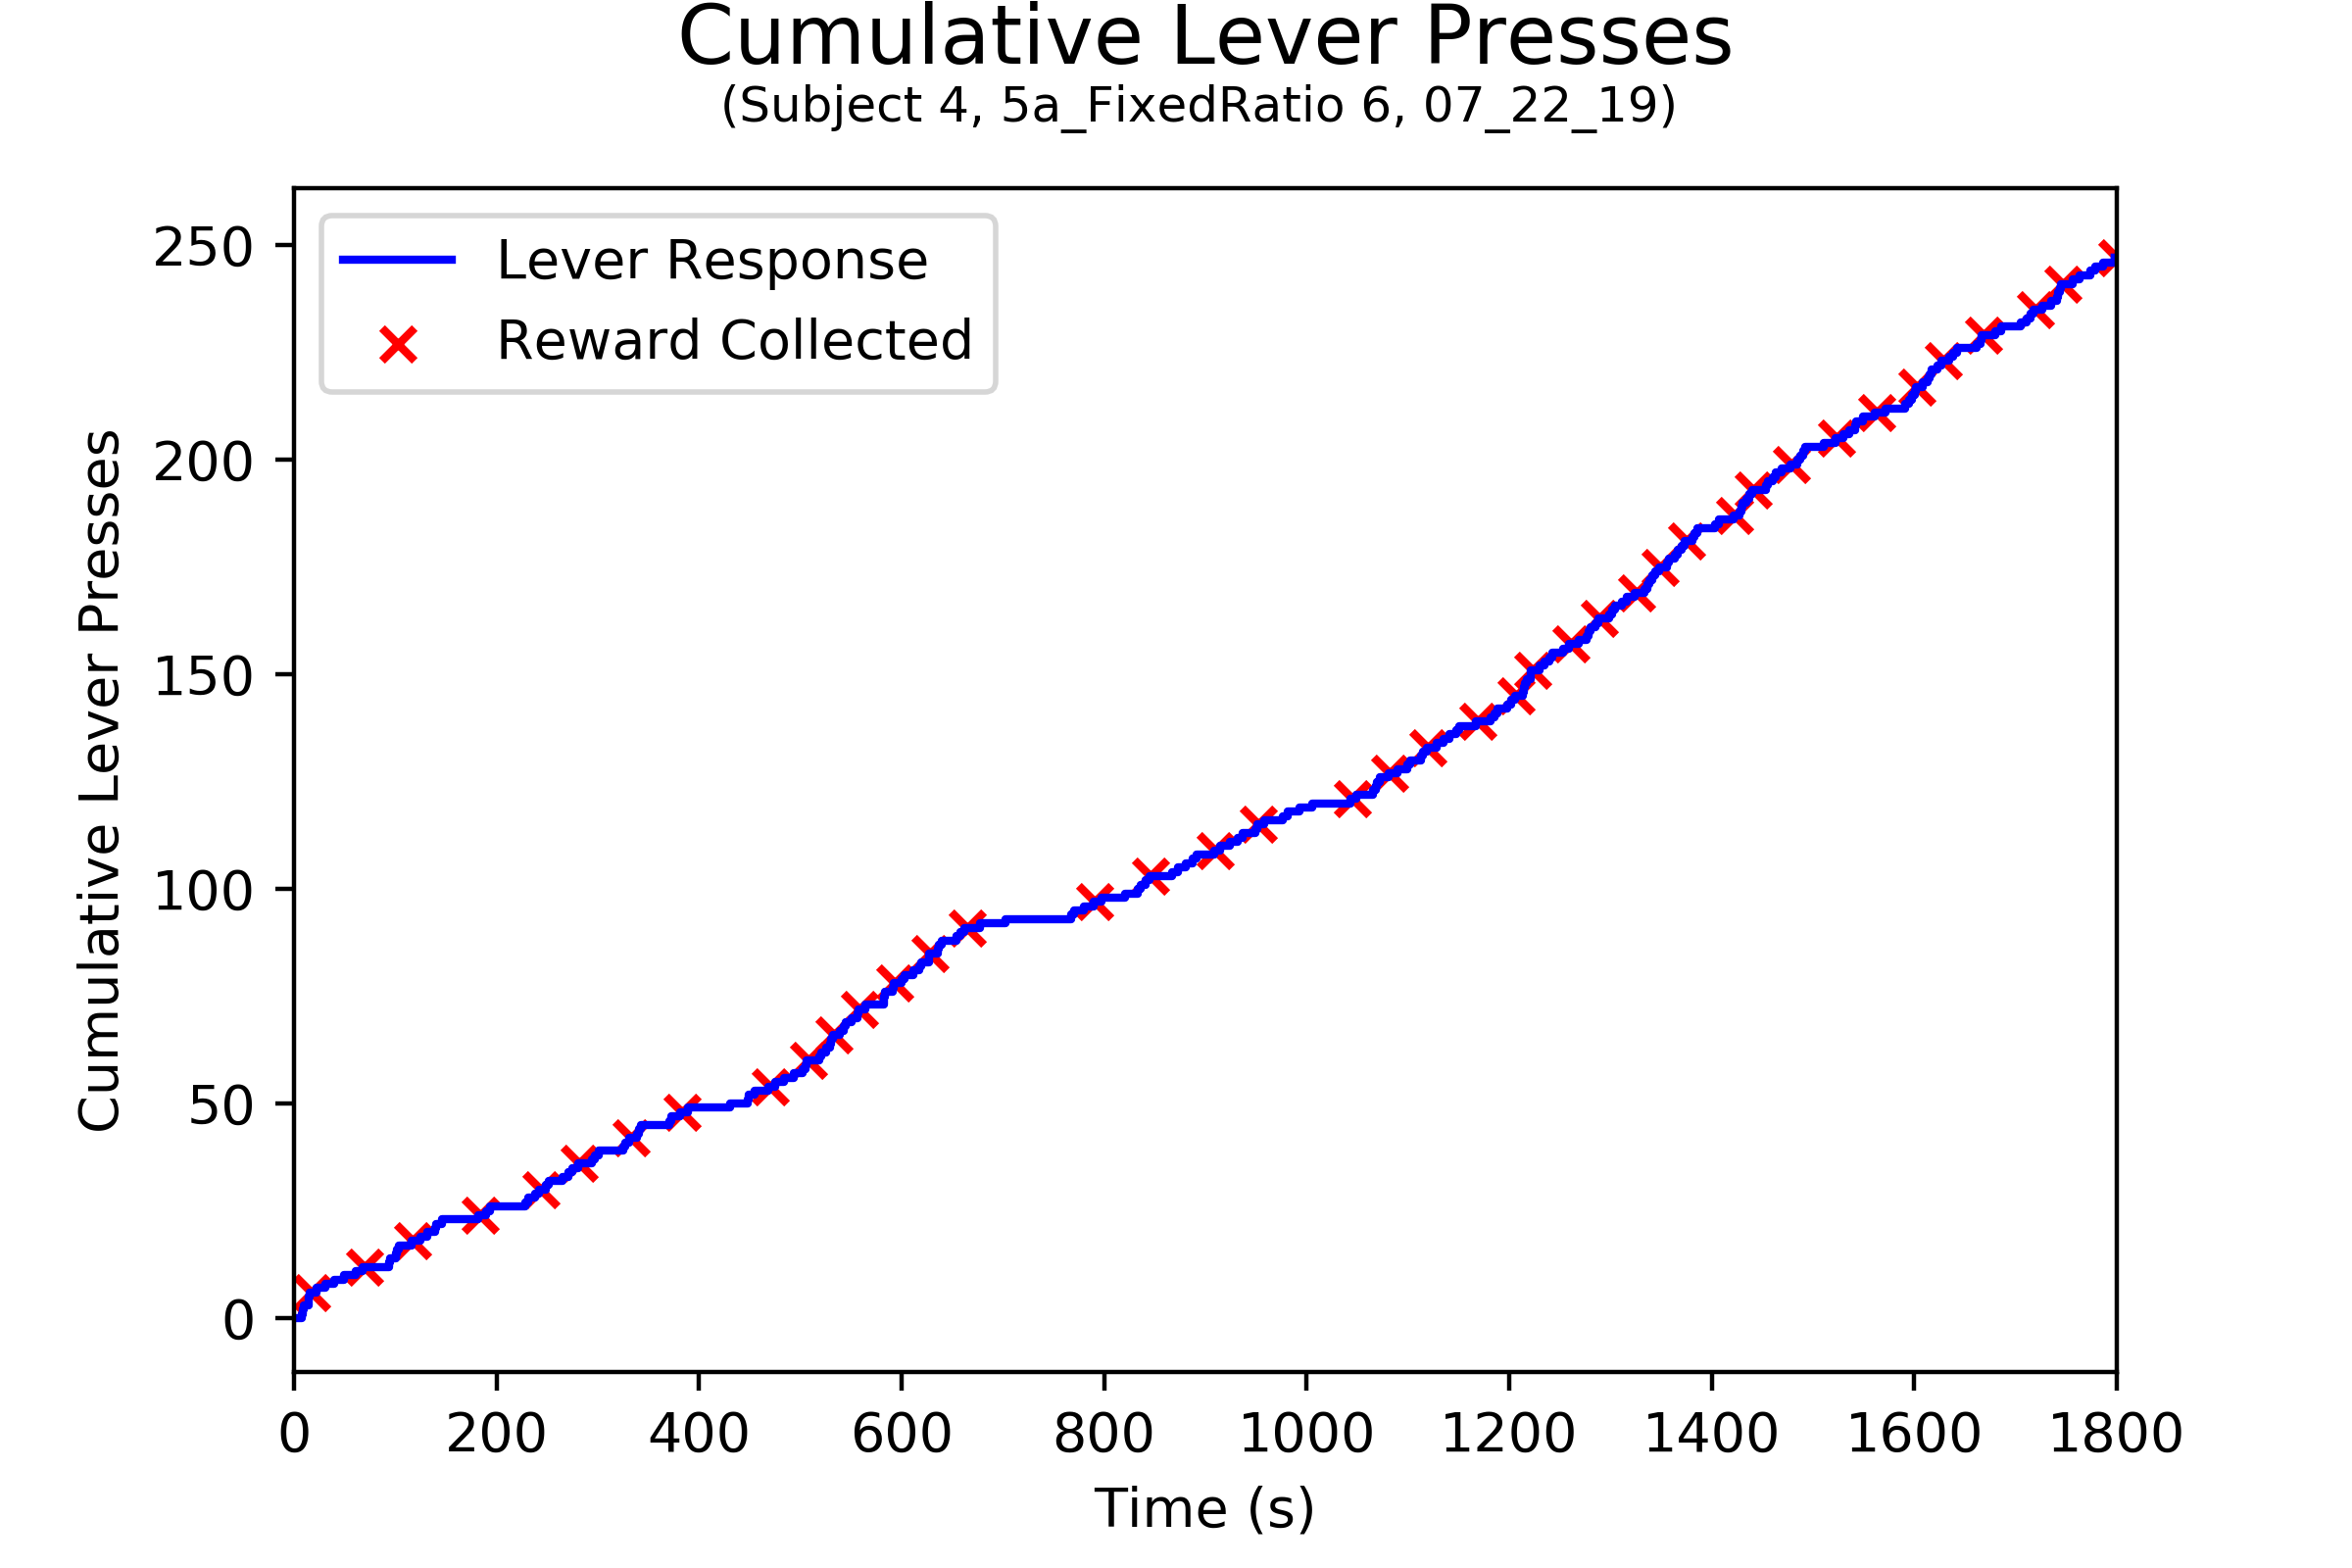 Cumulative Lever Presses
(Subject 4, 5a_FixedRatio 6, 07_22_19)
Lever Response
Reward Collected
Cumulative Lever Presses
250
200
150
100
50
0
0 200 400 600 800 1000 1200 1400 1600 1800
Time (s)